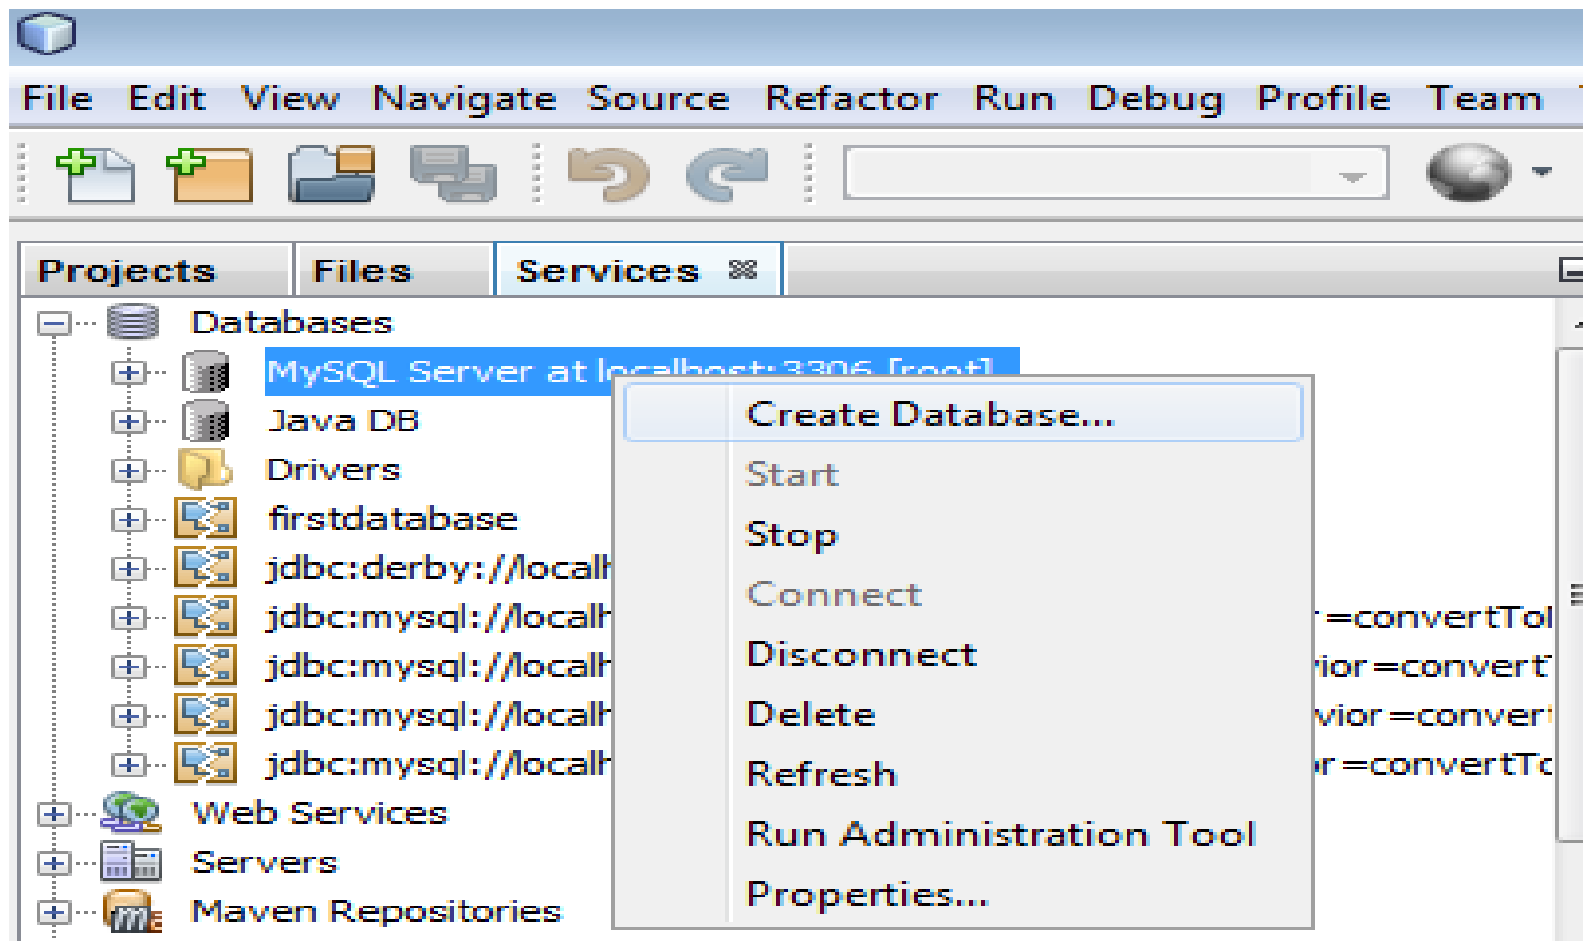 File Edit View Navigate Source Refactor Run Debug Profile Team
Projects Files Services
Databases
MySQL Server at localhost:3306 [root]
Create Database...
Java DB
Start
Drivers
firstdatabase
Stop
jdbc:derby://localh
Connect
jdbc:mysql://localh
r=convertTol
Disconnect
jdbc:mysql://localh
ior=convert
Delete
jdbc:mysql://localh
vior=conver
Refresh
jdbc:mysql://localh
r=convertTo
Web Services
Run Administration Tool
Servers
Properties...
Maven Repositories